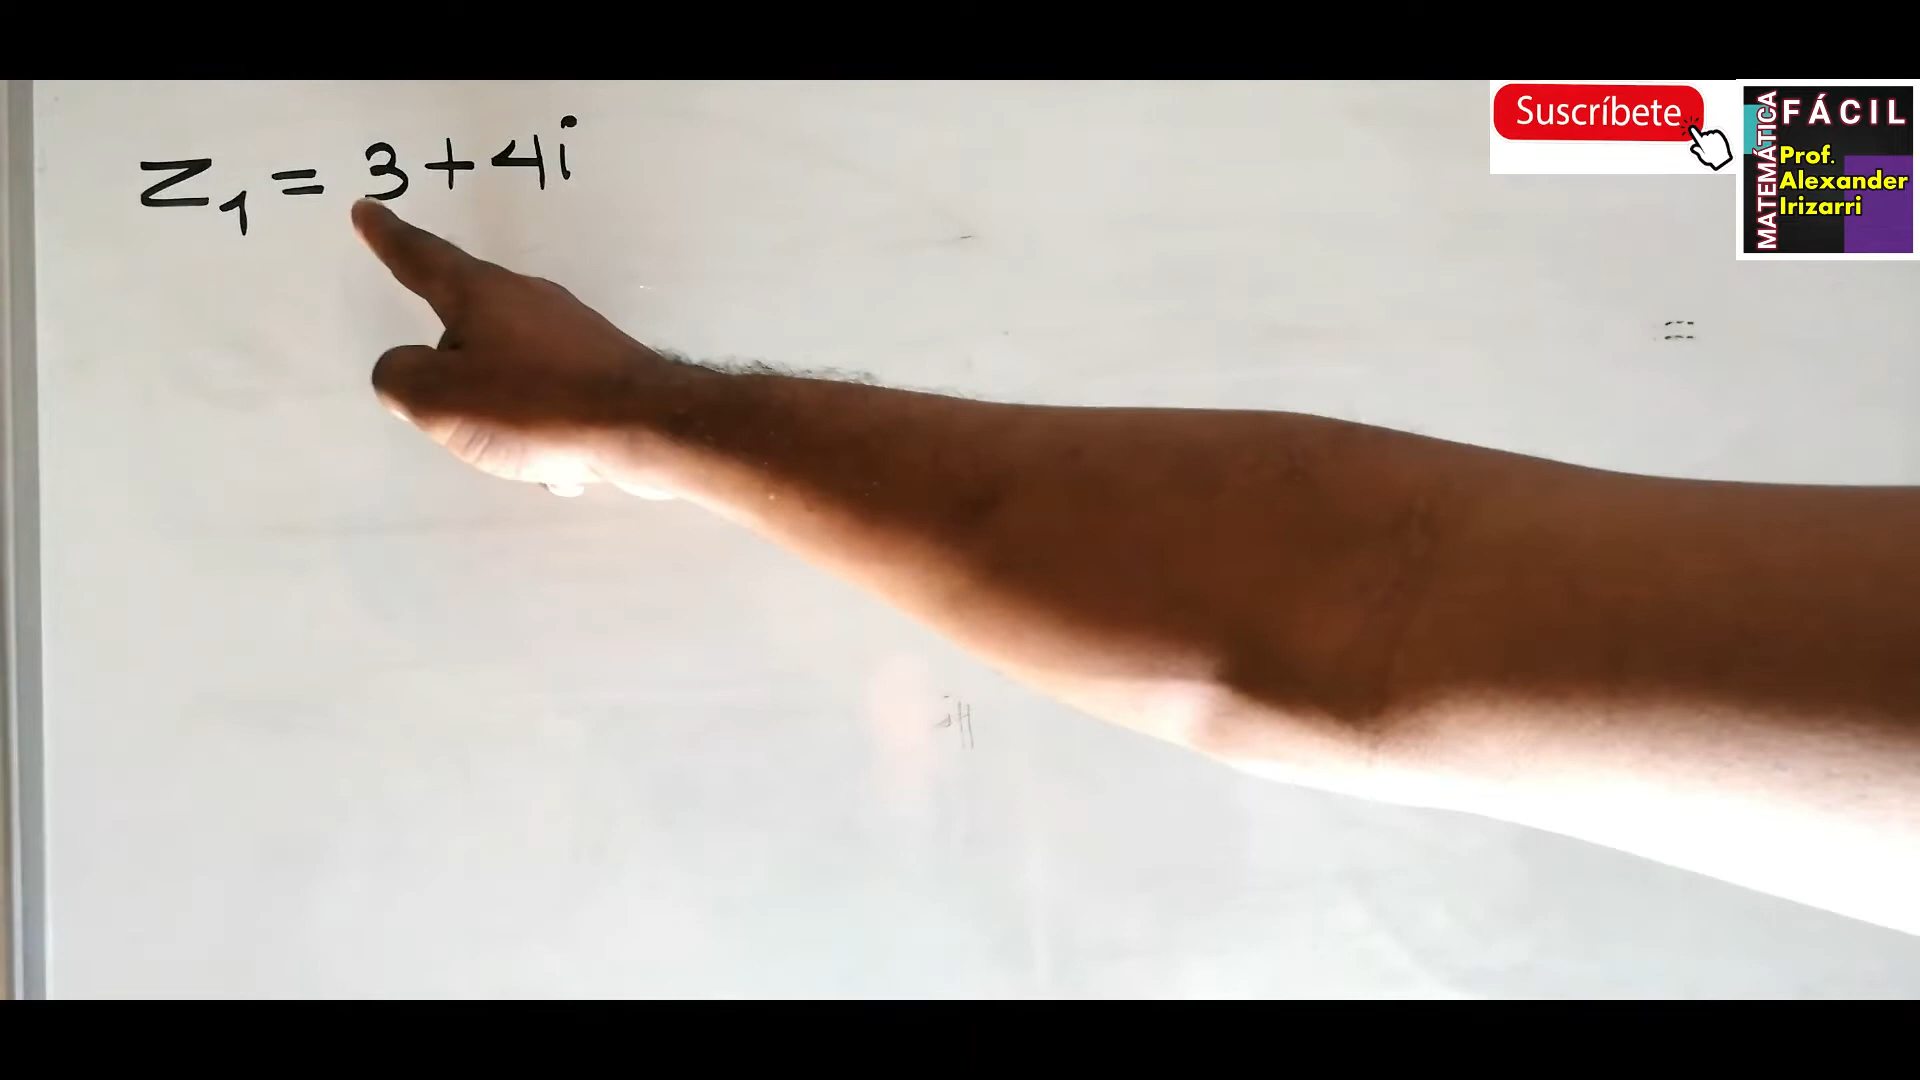 Z₁ = 3+4i
Suscríbete
MATEMÁTICA
FÁCIL
Prof.
Alexander
Irizarri